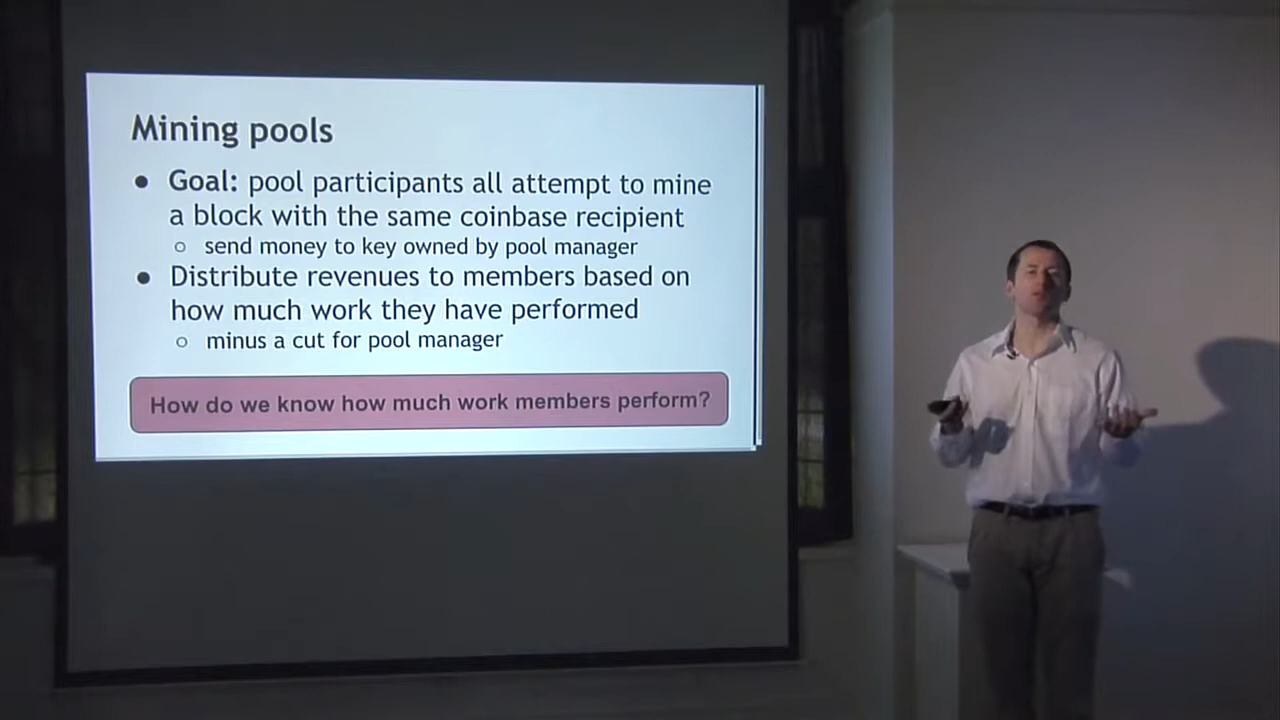 Mining pools
● Goal: pool participants all attempt to mine
a block with the same coinbase recipient
○ send money to key owned by pool manager
● Distribute revenues to members based on
how much work they have performed
○ minus a cut for pool manager
How do we know how much work members perform?